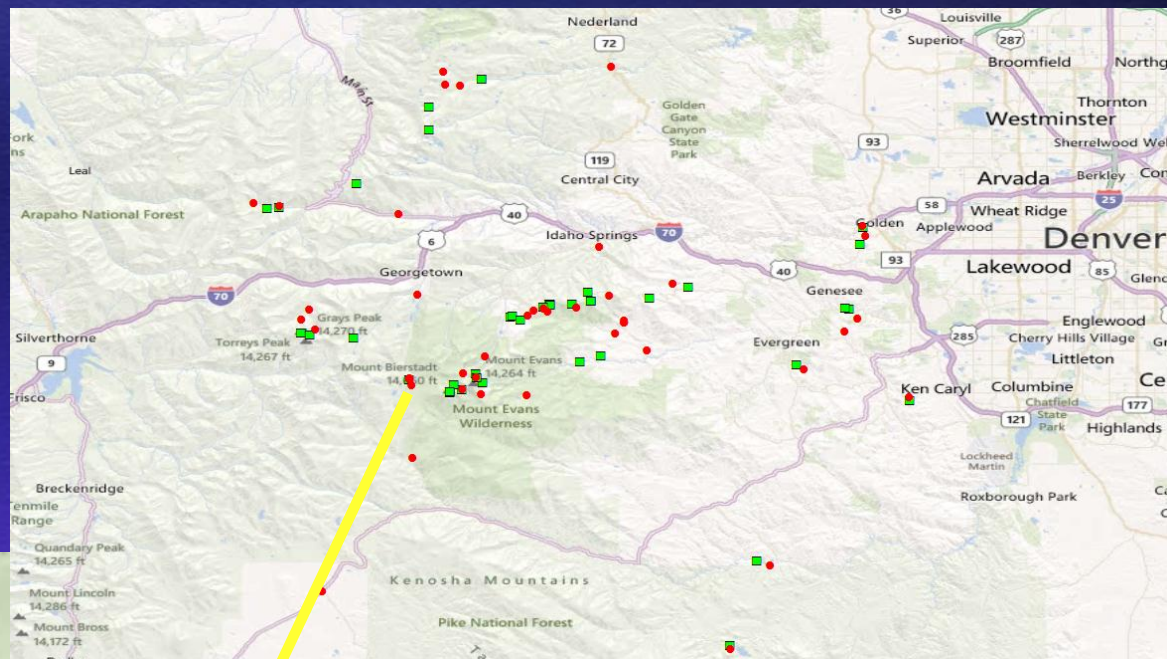 Nederland
36
Louisville
72
Superior
287
Broomfield
Main St
Golden
Gate
Canyon
State
Park
Thornton
Westminster
93
Sherrelwood
Leal
119
Central City
Arvada
Berkley
25
Arapaho National Forest
40
58
Wheat Ridge
6
Idaho Springs
70
Golden
Applewood
Denver
Georgetown
40
93
Lakewood
85
70
Genesee
Grays Peak
14,270 ft
Silverthorne
Torreys Peak
14,267 ft
Evergreen
285
Englewood
Cherry Hills Village
9
Mount Bierstadt
Mount Evans
14,264 ft
Littleton
Frisco
Ken Caryl
Columbine
Mount Evans
Wilderness
121
Chatfield
State
Park
177
Highlands
Lockheed
Martin
Breckenridge
Roxborough Park
Range
Quandary Peak
14,265 ft
Kenosha Mountains
Mount Lincoln
14,286 ft
Pike National Forest
Mount Bross
14,172 ft